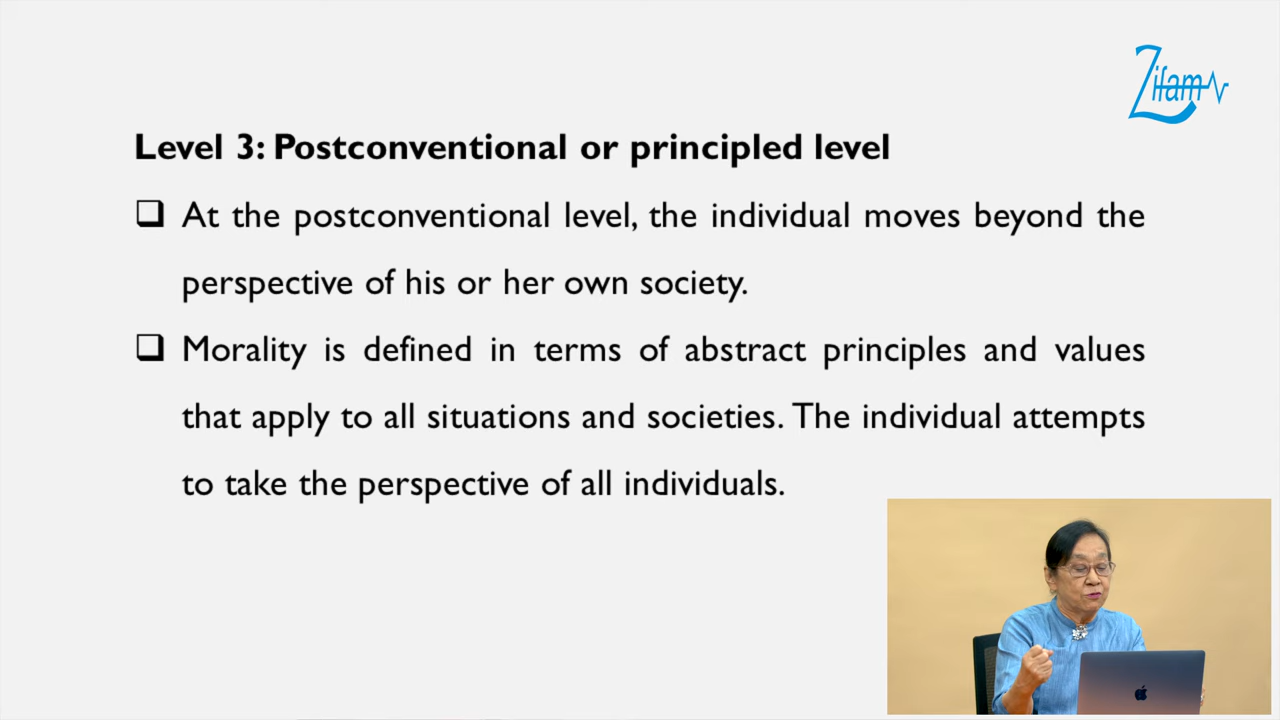 Zifam
Level 3: Postconventional or principled level
❑ At the postconventional level, the individual moves beyond the
perspective of his or her own society.
❑ Morality is defined in terms of abstract principles and values
that apply to all situations and societies. The individual attempts
to take the perspective of all individuals.